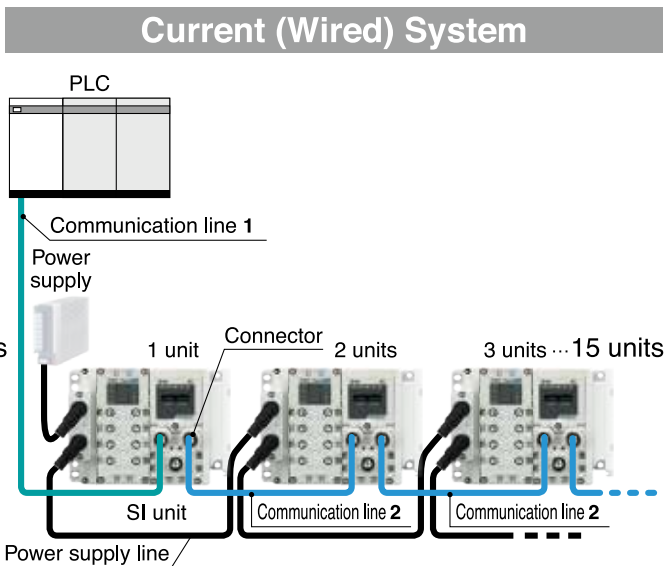 Current (Wired) System
PLC
Communication line 1
Power
supply
s
1 unit
Connector
2 units
3 units ··· 15 units
SI unit
Communication line 2
Communication line 2
Power supply line